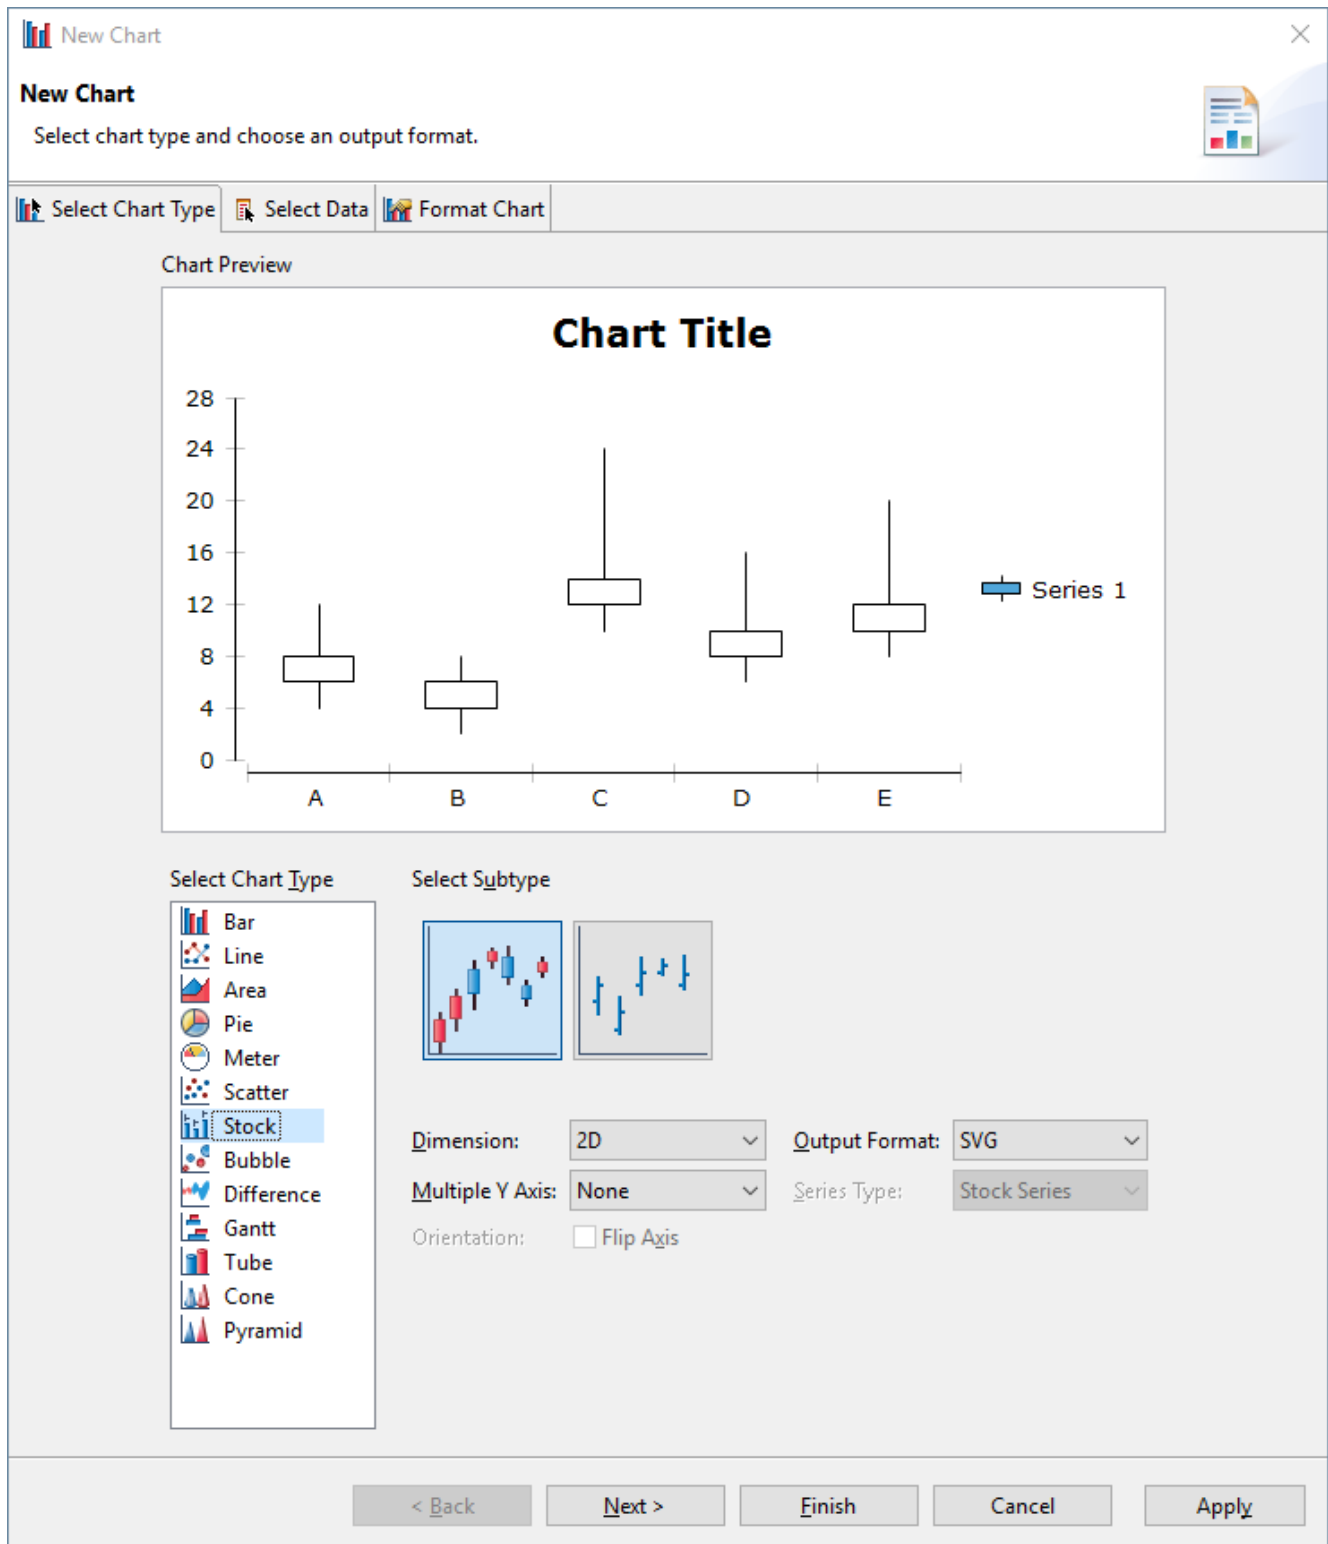 New Chart
New Chart
Select chart type and choose an output format.
Select Chart Type Select Data Format Chart
Chart Preview
Chart Title
28
24
20
16
12
8
4
0
A B C D E
Series 1
Select Chart Type
Bar
Line
Area
Pie
Meter
Scatter
Stock
Bubble
Difference
Gantt
Tube
Cone
Pyramid
Select Subtype
Dimension: 2D Output Format: SVG
Multiple Y Axis: None Series Type: Stock Series
Orientation: Flip Axis
< Back Next > Finish Cancel Apply